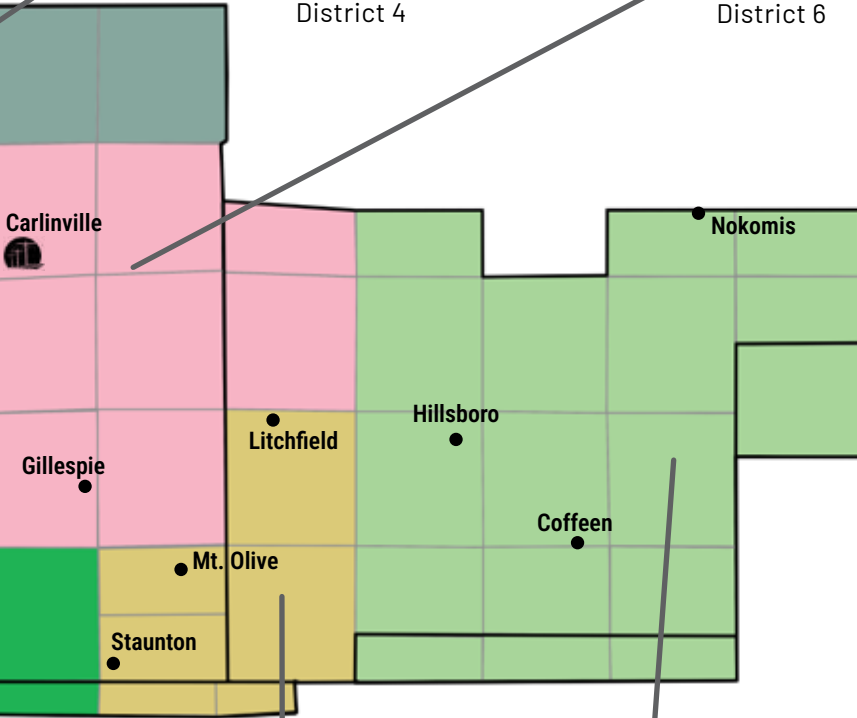 District 4
District 6
Carlinville
Nokomis
Hillsboro
Litchfield
Gillespie
Coffeen
Mt. Olive
Staunton